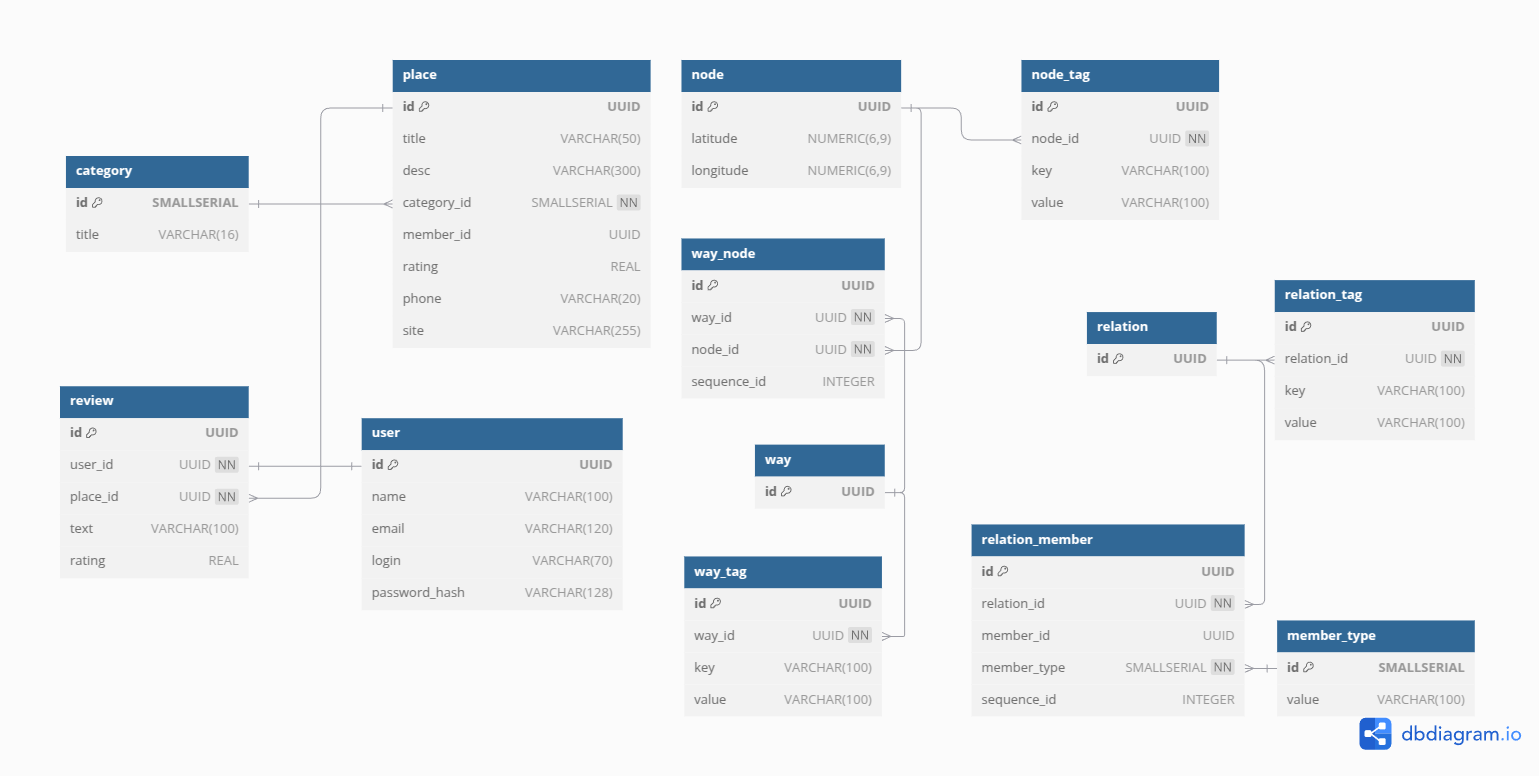 place
id UUID
title VARCHAR(50)
desc VARCHAR(300)
category_id SMALLSERIAL NN
member_id UUID
rating REAL
phone VARCHAR(20)
site VARCHAR(255)
node
id UUID
latitude NUMERIC(6,9)
longitude NUMERIC(6,9)
node_tag
id UUID
node_id UUID NN
key VARCHAR(100)
value VARCHAR(100)
category
id SMALLSERIAL
title VARCHAR(16)
way_node
id UUID
way_id UUID NN
node_id UUID NN
sequence_id INTEGER
relation_tag
id UUID
relation_id UUID NN
key VARCHAR(100)
value VARCHAR(100)
relation
id UUID
review
id UUID
user_id UUID NN
place_id UUID NN
text VARCHAR(100)
rating REAL
user
id UUID
name VARCHAR(100)
email VARCHAR(120)
login VARCHAR(70)
password_hash VARCHAR(128)
way
id UUID
way_tag
id UUID
way_id UUID NN
key VARCHAR(100)
value VARCHAR(100)
relation_member
id UUID
relation_id UUID NN
member_id UUID
member_type SMALLSERIAL NN
sequence_id INTEGER
member_type
id SMALLSERIAL
value VARCHAR(100)
dbdiagram.io